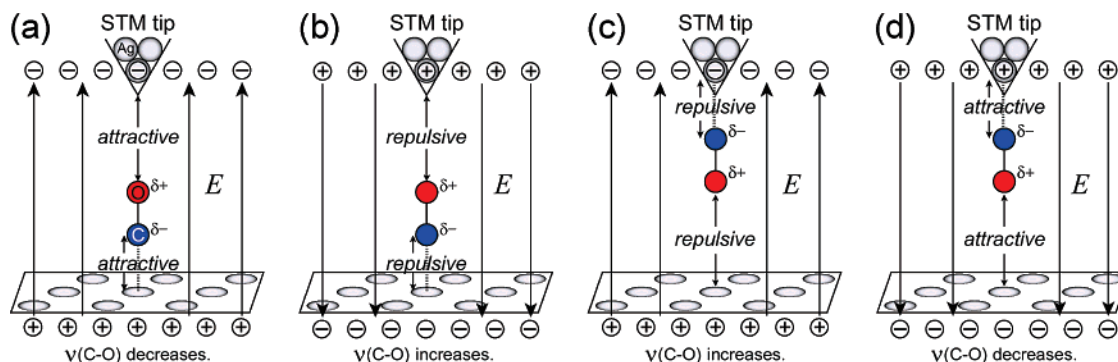 (a) STM tip
Ag
− − − − − − −
attractive
O δ+
E
C δ−
attractive
+ + + + + + +
ν(C-O) decreases.
(b) STM tip
+ + + + + + +
repulsive
δ+
E
δ−
repulsive
− − − − − − −
ν(C-O) increases.
(c) STM tip
− − − − − − −
repulsive
δ−
δ+
E
repulsive
+ + + + + + +
ν(C-O) increases.
(d) STM tip
+ + + + + + +
attractive
δ−
δ+
E
attractive
− − − − − − −
ν(C-O) decreases.